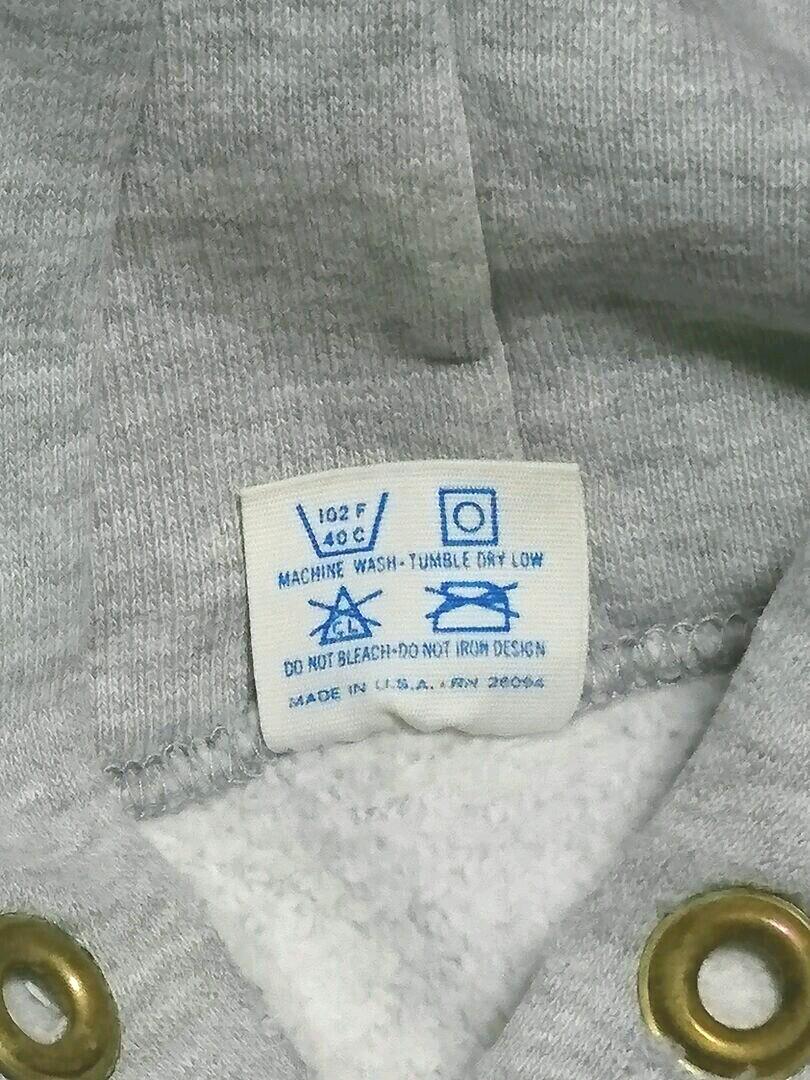 102 F
40 C
MACHINE WASH-TUMBLE DRY LOW
CL
DO NOT BLEACH-DO NOT IRON DESIGN
MADE IN U.S.A. - RN 26094